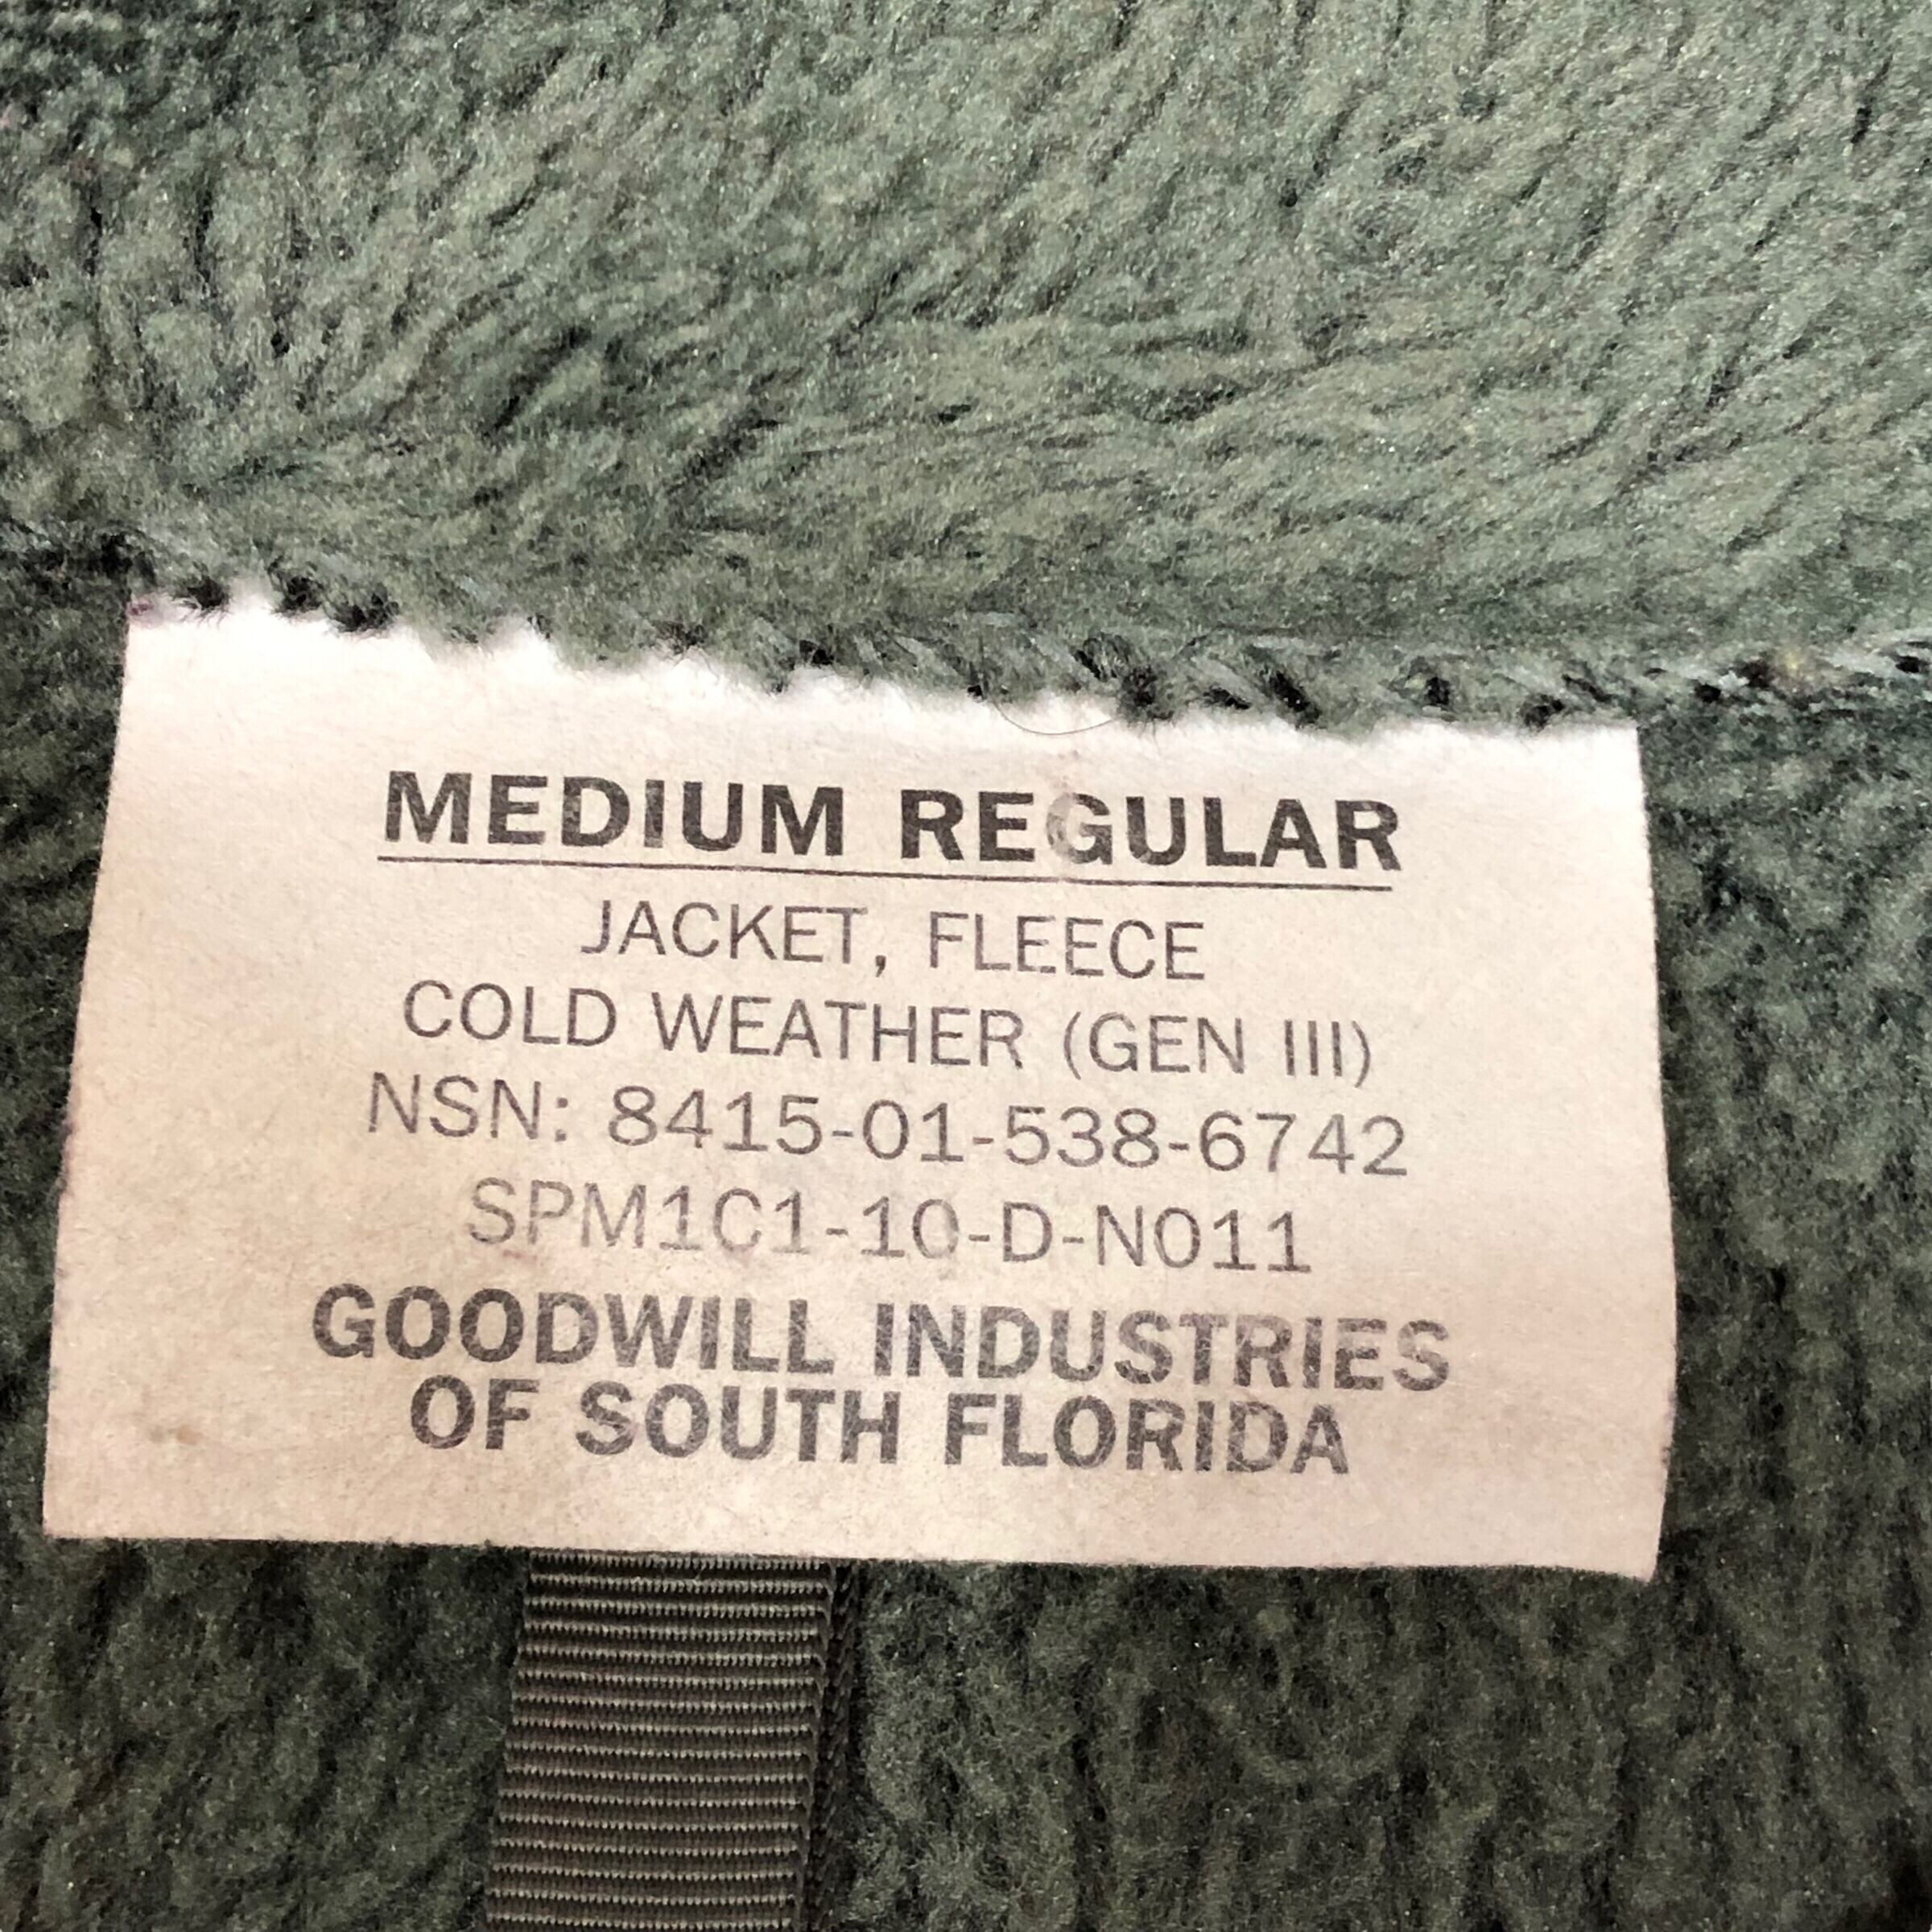 MEDIUM REGULAR
JACKET, FLEECE
COLD WEATHER (GEN III)
NSN: 8415-01-538-6742
SPM1C1-10-D-N011
GOODWILL INDUSTRIES
OF SOUTH FLORIDA